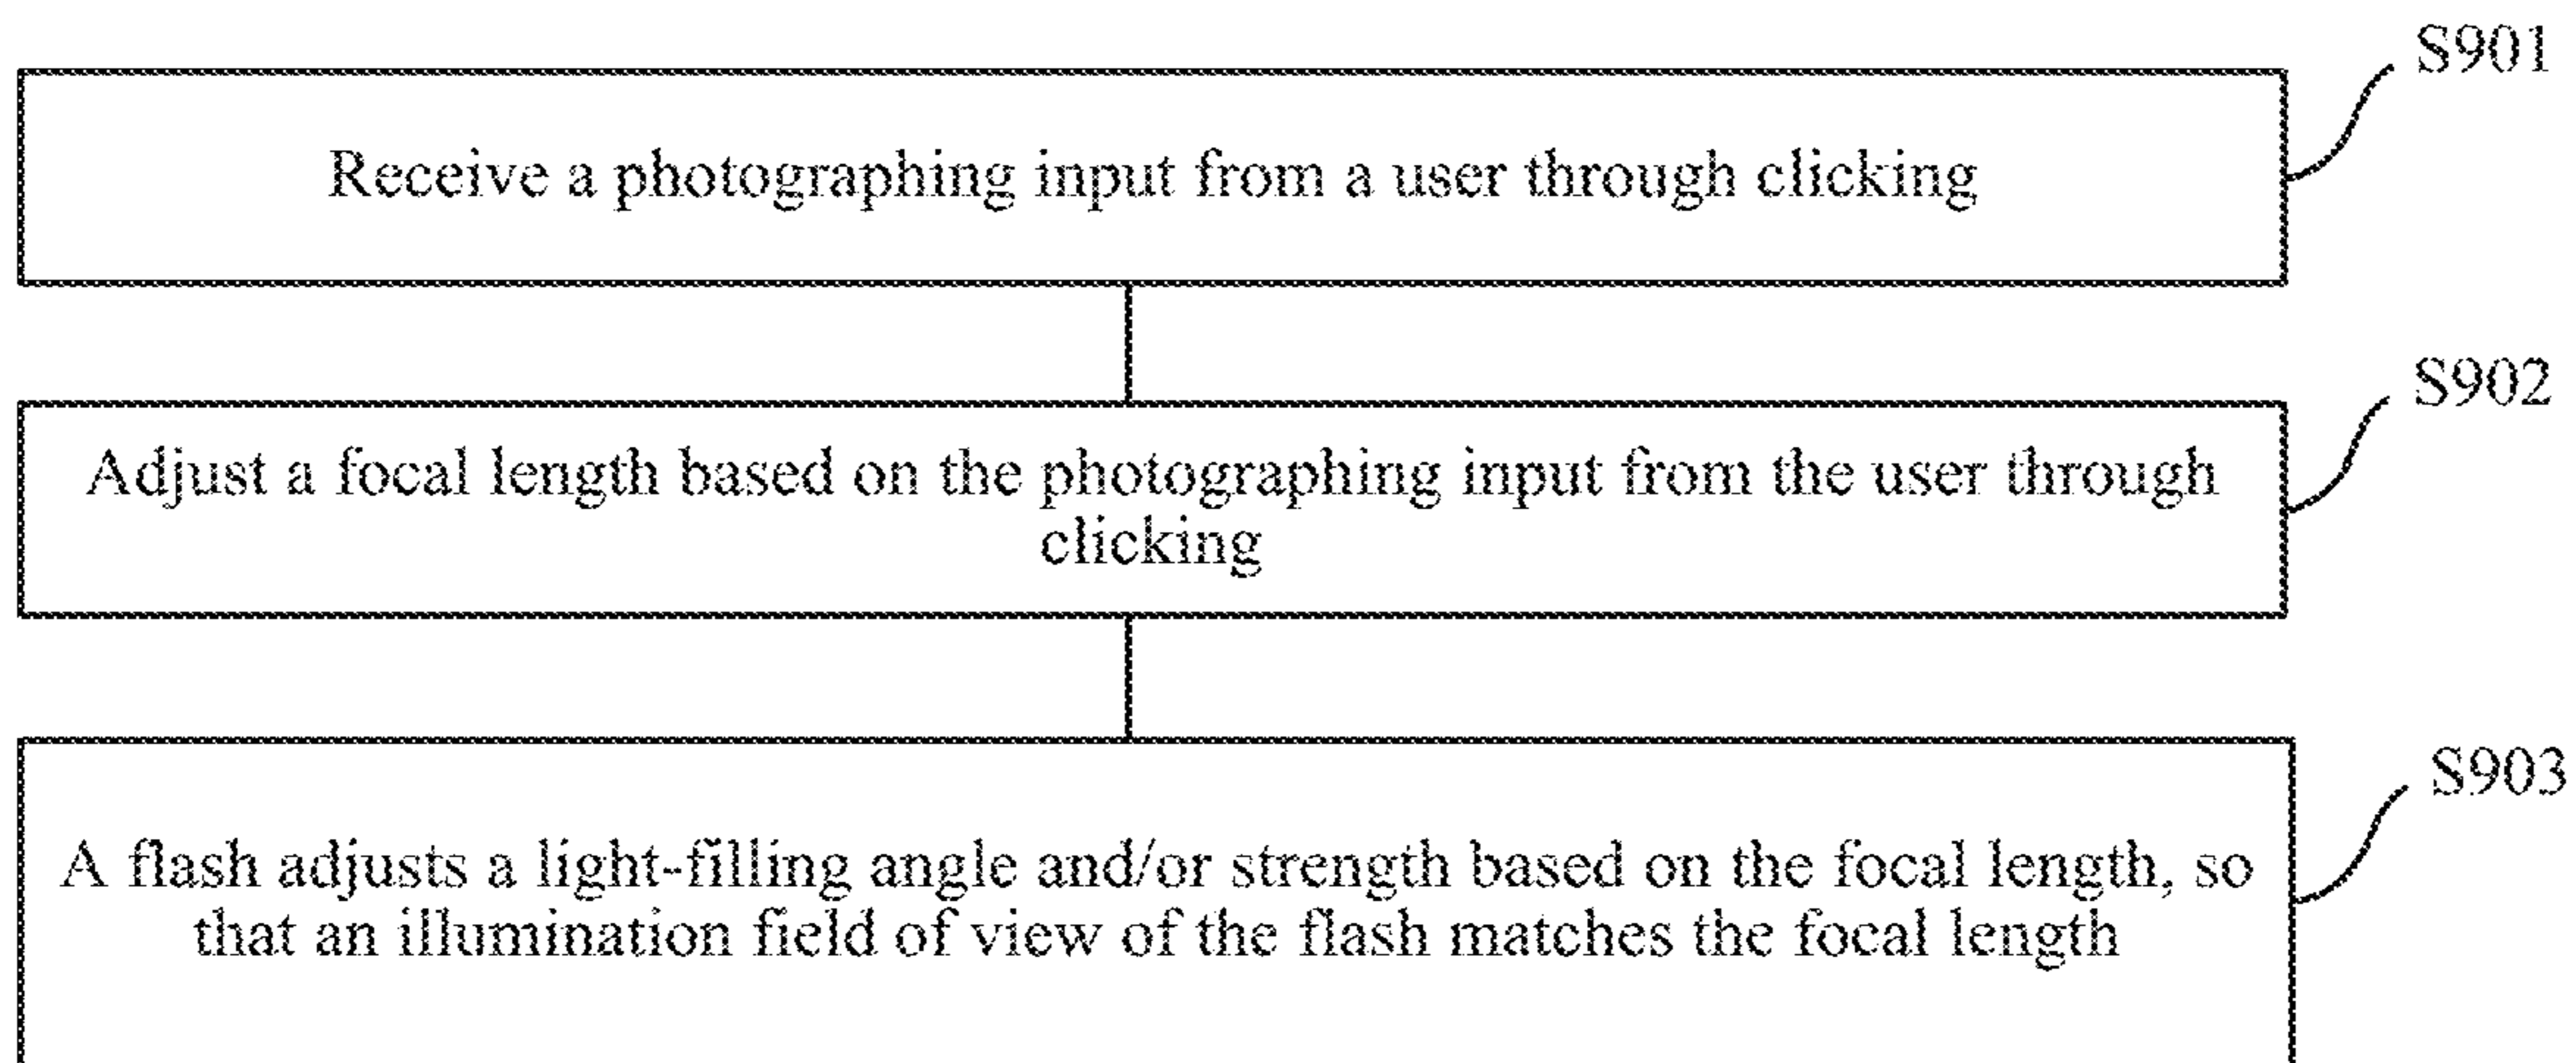 S901
Receive a photographing input from a user through clicking
S902
Adjust a focal length based on the photographing input from the user through
clicking
S903
A flash adjusts a light-filling angle and/or strength based on the focal length, so
that an illumination field of view of the flash matches the focal length